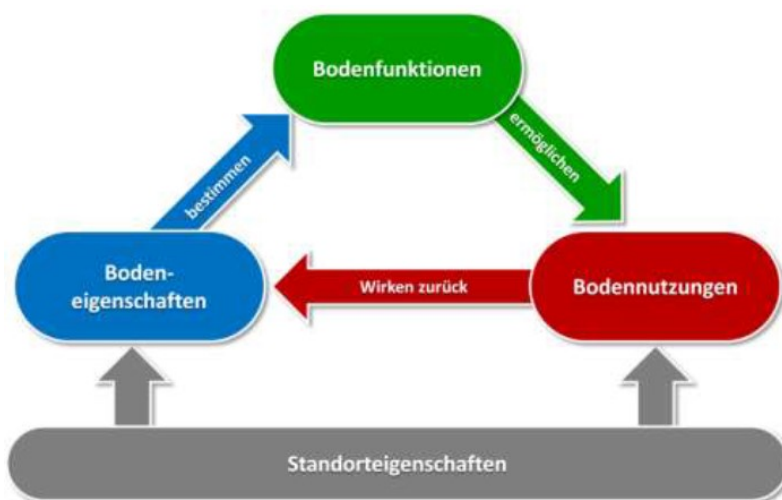 Bodenfunktionen
bestimmen
ermöglichen
Boden-
eigenschaften
Wirken zurück
Bodennutzungen
Standorteigenschaften